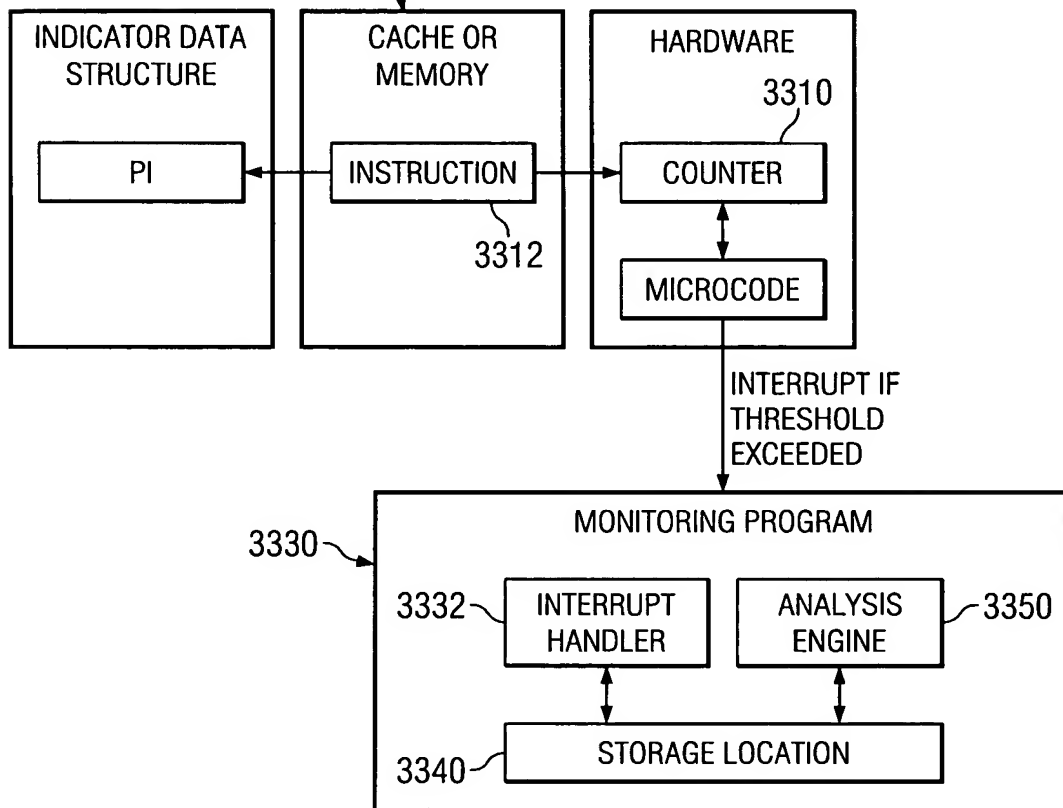 INDICATOR DATA
STRUCTURE
PI
CACHE OR
MEMORY
INSTRUCTION
3312
HARDWARE
3310
COUNTER
MICROCODE
INTERRUPT IF
THRESHOLD
EXCEEDED
3330
MONITORING PROGRAM
3332
INTERRUPT
HANDLER
ANALYSIS
ENGINE
3350
3340
STORAGE LOCATION